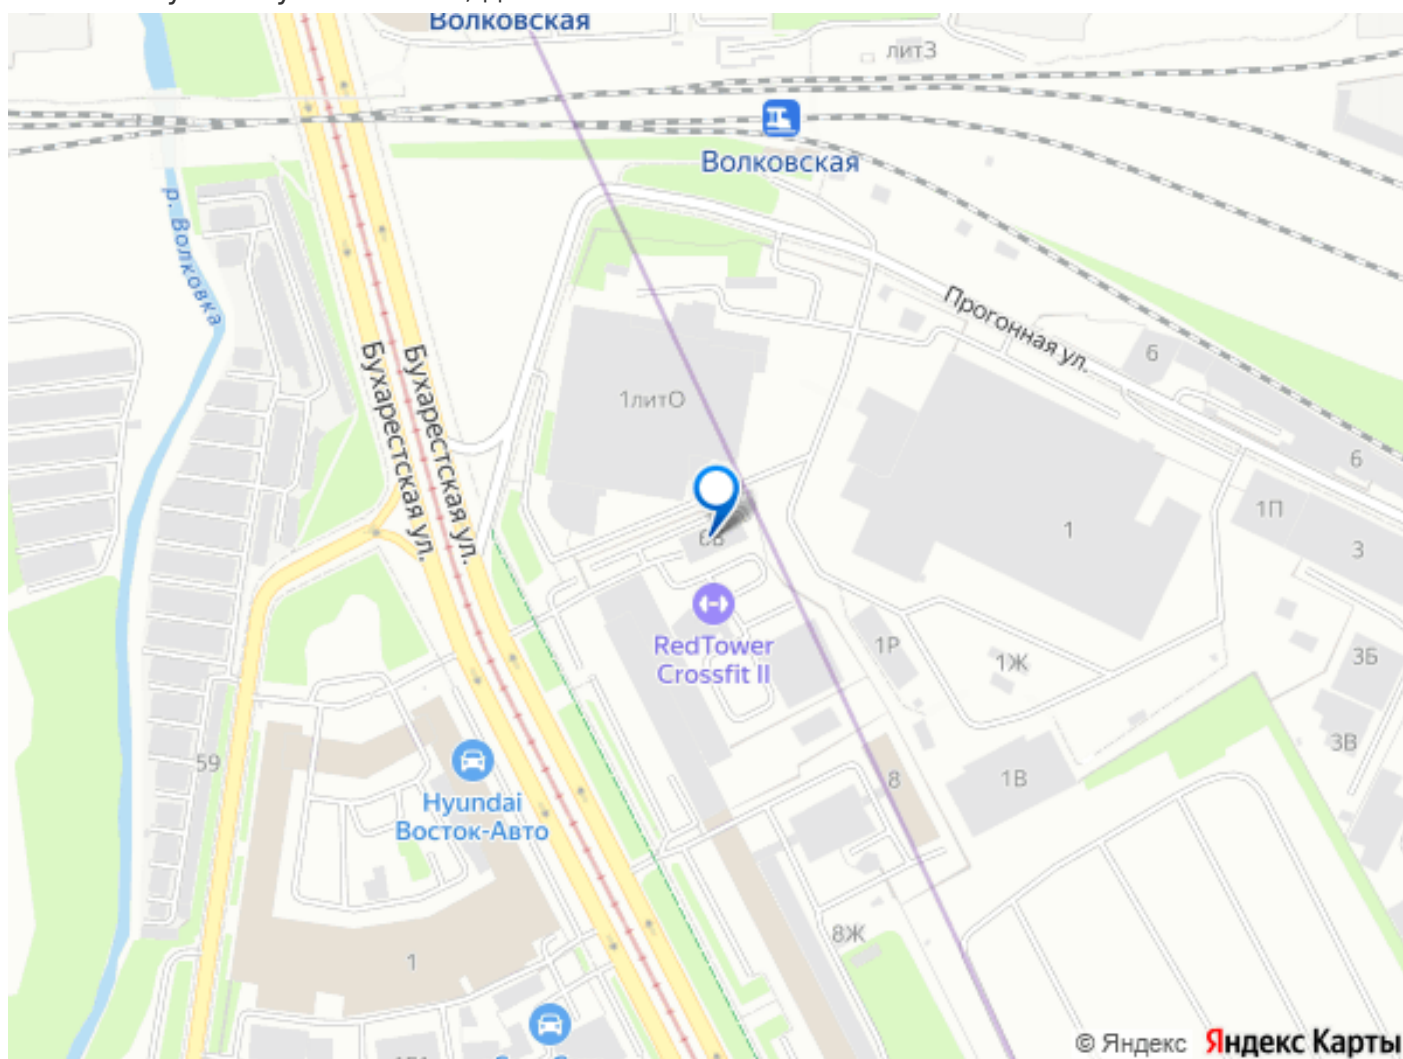 Волковская
лит3
Волковская
р. Волковка
Прогонная ул.
Бухарестская ул.
Бухарестская ул.
6
1литО
6
1П
1
3
6В
RedTower
Crossfit II
1Р
1Ж
3Б
3В
59
Hyundai
Восток-Авто
8
1В
8Ж
1
© Яндекс Яндекс Карты